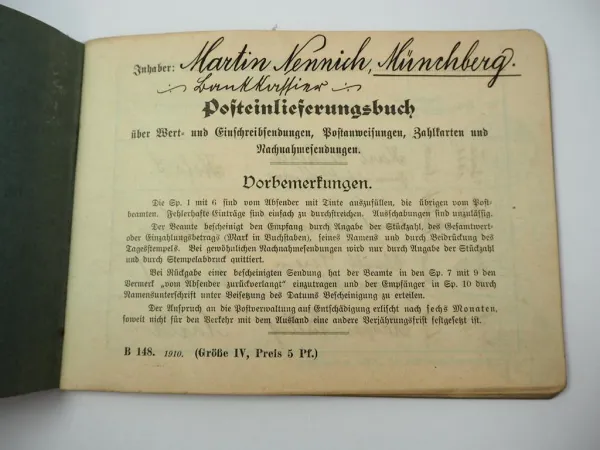 Inhaber: Martin Nennich, Münchberg.
Bankkassier
Posteinlieferungsbuch
über Wert- und Einschreibsendungen, Postanweisungen, Zahlkarten und
Nachnahmesendungen.
Vorbemerkungen.
Die Sp. 1 mit 6 sind vom Absender mit Tinte auszufüllen, die übrigen vom Post-
beamten. Fehlerhafte Einträge sind einfach zu durchstreichen. Ausschabungen sind unzulässig.
Der Beamte bescheinigt den Empfang durch Angabe der Stückzahl, des Gesamtwert-
oder Einzahlungsbetrags (Mark in Buchstaben), seines Namens und durch Beidrückung des
Tagesstempels. Bei gewöhnlichen Nachnahmesendungen wird nur durch Angabe der Stückzahl
und durch Stempelabdruck quittiert.
Bei Rückgabe einer bescheinigten Sendung hat der Beamte in den Sp. 7 mit 9 den
Vermerk „vom Absender zurückverlangt" einzutragen und der Empfänger in Sp. 10 durch
Namensunterschrift unter Beisetzung des Datums Bescheinigung zu erteilen.
Der Anspruch an die Postverwaltung auf Entschädigung erlischt nach sechs Monaten,
soweit nicht für den Verkehr mit dem Ausland eine andere Verjährungsfrist festgesetzt ist.
B 148. 1910. (Größe IV, Preis 5 Pf.)